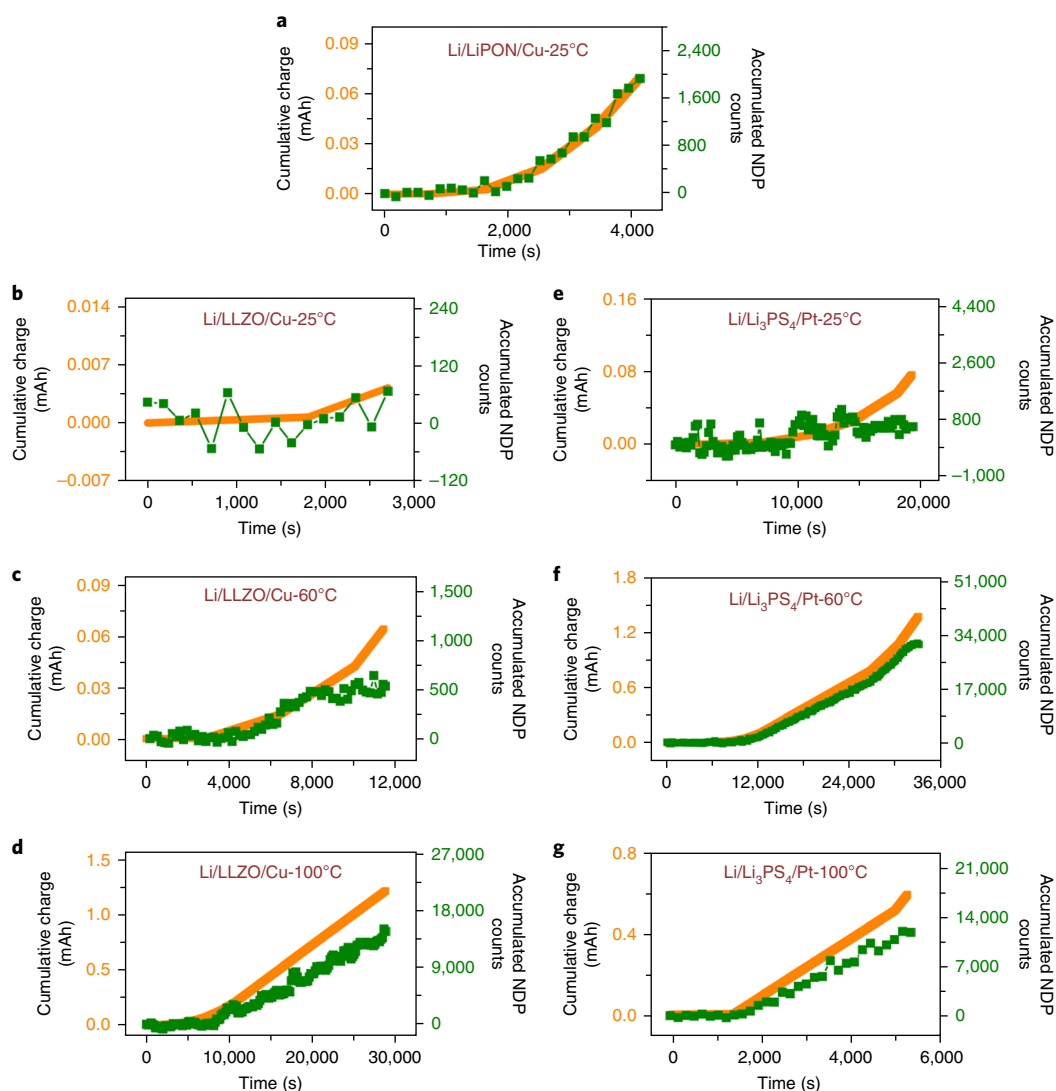 a
Li/LiPON/Cu-25°C
0.09
0.06
0.03
0.00
Cumulative charge
(mAh)
2,400
1,600
800
0
Accumulated NDP
counts
0
2,000
4,000
Time (s)
b
Li/LLZO/Cu-25°C
0.014
0.007
0.000
–0.007
Cumulative charge
(mAh)
240
120
0
–120
Accumulated NDP
counts
0
1,000
2,000
3,000
Time (s)
e
Li/Li₃PS₄/Pt-25°C
0.16
0.08
0.00
Cumulative charge
(mAh)
4,400
2,600
800
–1,000
Accumulated NDP
counts
0
10,000
20,000
Time (s)
c
Li/LLZO/Cu-60°C
0.09
0.06
0.03
0.00
Cumulative charge
(mAh)
1,500
1,000
500
0
Accumulated NDP
counts
0
4,000
8,000
12,000
Time (s)
f
Li/Li₃PS₄/Pt-60°C
1.8
1.2
0.6
0.0
Cumulative charge
(mAh)
51,000
34,000
17,000
0
Accumulated NDP
counts
0
12,000
24,000
36,000
Time (s)
d
Li/LLZO/Cu-100°C
1.5
1.0
0.5
0.0
Cumulative charge
(mAh)
27,000
18,000
9,000
0
Accumulated NDP
counts
0
10,000
20,000
30,000
Time (s)
g
Li/Li₃PS₄/Pt-100°C
0.8
0.4
0.0
Cumulative charge
(mAh)
21,000
14,000
7,000
0
Accumulated NDP
counts
0
2,000
4,000
6,000
Time (s)